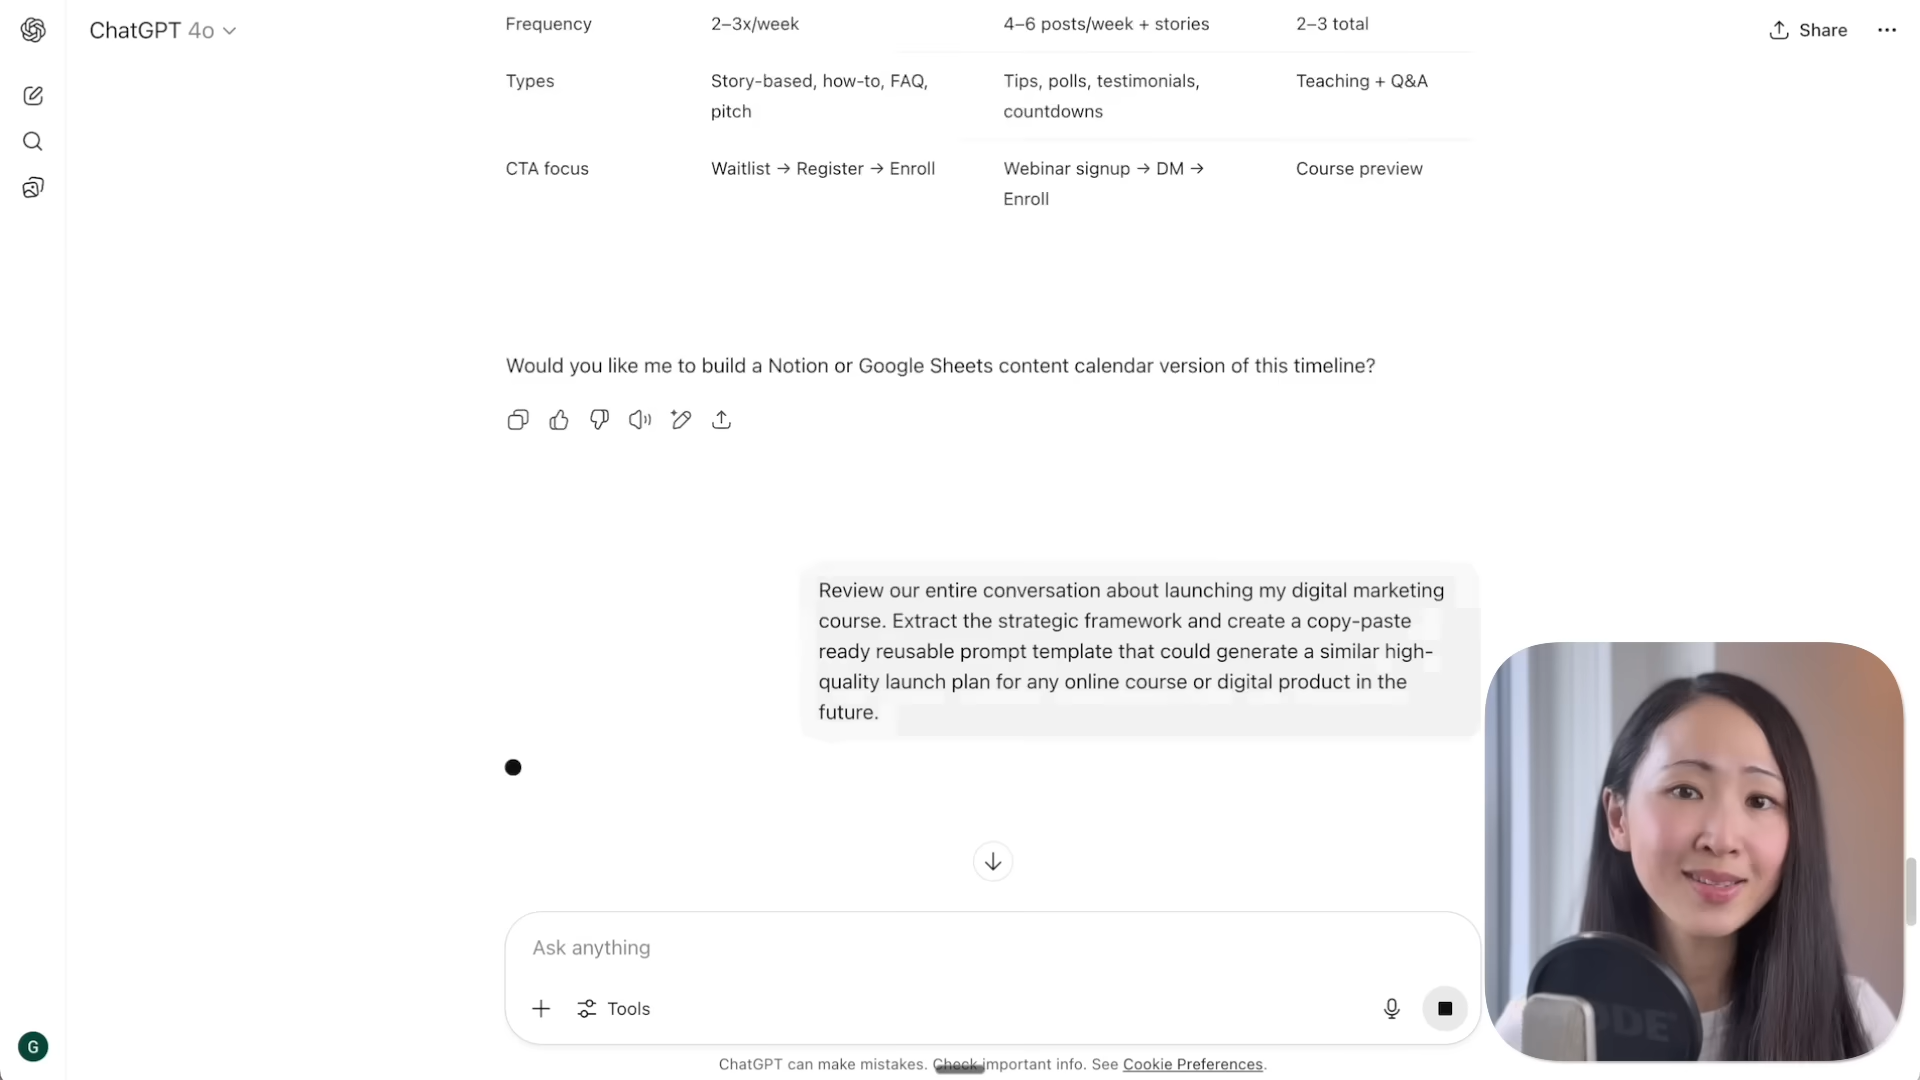 ChatGPT 4o
Share
Frequency 2–3x/week 4–6 posts/week + stories 2–3 total
Types Story-based, how-to, FAQ, Tips, polls, testimonials, Teaching + Q&A
pitch countdowns
CTA focus Waitlist → Register → Enroll Webinar signup → DM → Course preview
Enroll
Would you like me to build a Notion or Google Sheets content calendar version of this timeline?
Review our entire conversation about launching my digital marketing
course. Extract the strategic framework and create a copy-paste
ready reusable prompt template that could generate a similar high-
quality launch plan for any online course or digital product in the
future.
Ask anything
Tools
G
ChatGPT can make mistakes. Check important info. See Cookie Preferences.